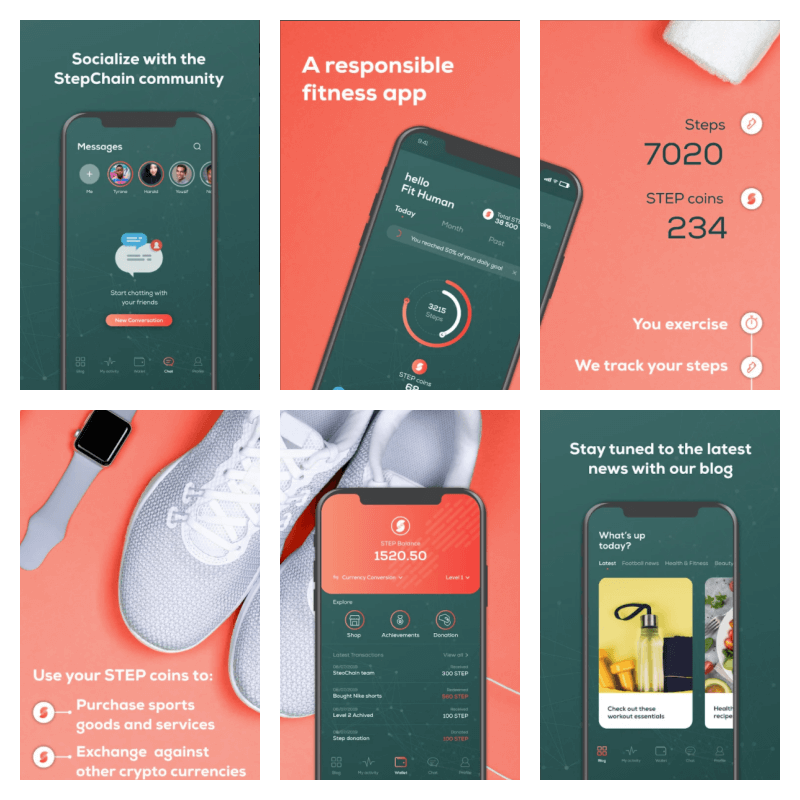 Socialize with the
StepChain community
Messages
Me
Tyrone
Harold
Yousif
Start chatting with
your friends
New Conversation
Blog
My activity
Wallet
Chat
Profile
A responsible
fitness app
hello
Fit Human
Total STE
38 500
Today
Month
Past
You reached 50% of your daily goal
3215
Steps
STEP coins
68
coins
Steps
7020
STEP coins
234
You exercise
We track your steps
Use your STEP coins to:
Purchase sports
goods and services
Exchange against
other crypto currencies
STEP Balance
1520.50
Currency Conversion
Level 1
Explore
Shop
Achievements
Donation
Latest Transactions
View all
StepChain team
300 STEP
Bought Nike shorts
560 STEP
Level 2 Achived
100 STEP
Step donation
100 STEP
Blog
My activity
Wallet
Chat
Profile
Stay tuned to the latest
news with our blog
What's up
today?
Latest
Football news
Health & Fitness
Beauty
Check out these
workout essentials
Health
recipe
Blog
My activity
Wallet
Chat
Profile